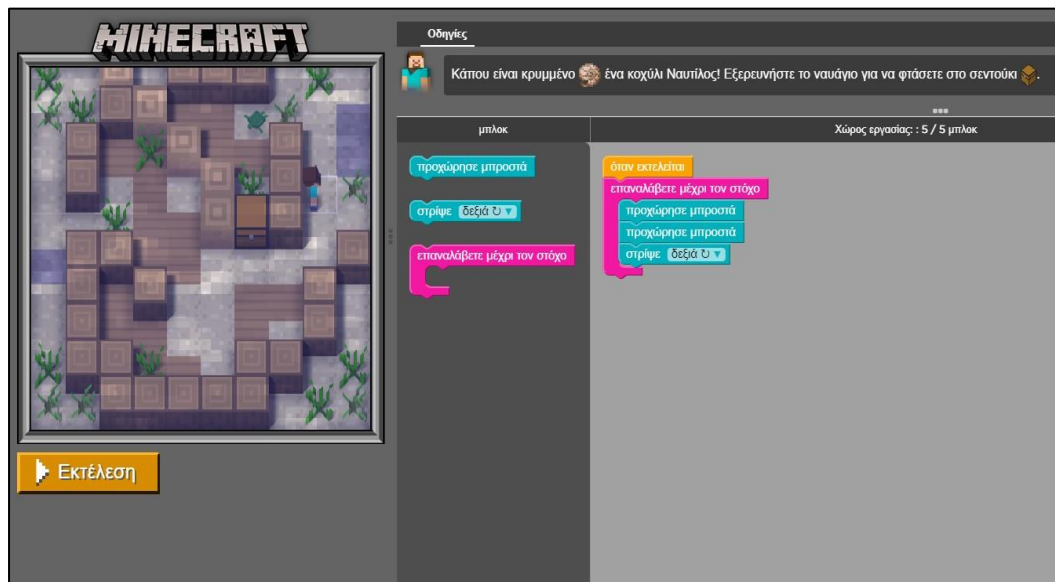 MINECRAFT
Οδηγίες
Κάπου είναι κρυμμένο ένα κοχύλι Ναυτίλος! Εξερευνήστε το ναυάγιο για να φτάσετε στο σεντούκι.
μπλοκ
Χώρος εργασίας: : 5 / 5 μπλοκ
προχώρησε μπροστά
στρίψε δεξιά ↻ ▼
επαναλάβετε μέχρι τον στόχο
όταν εκτελείται
επαναλάβετε μέχρι τον στόχο
προχώρησε μπροστά
προχώρησε μπροστά
στρίψε δεξιά ↻ ▼
Εκτέλεση